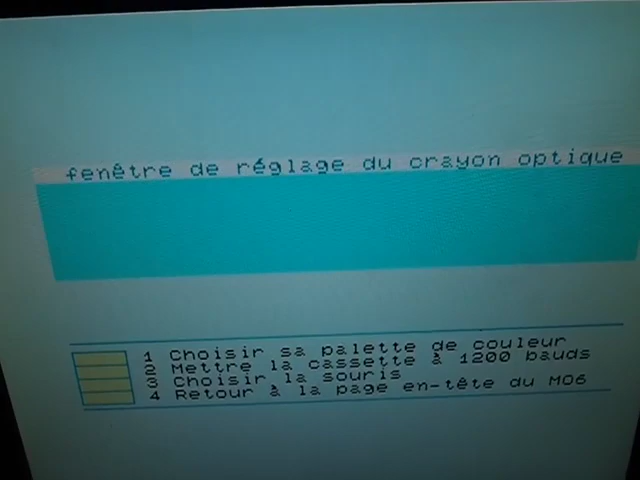 fenêtre de réglage du crayon optique
1 Choisir sa palette de couleur
2 Mettre la cassette à 1200 bauds
3 Choisir la souris
4 Retour à la page en-tête du MO6